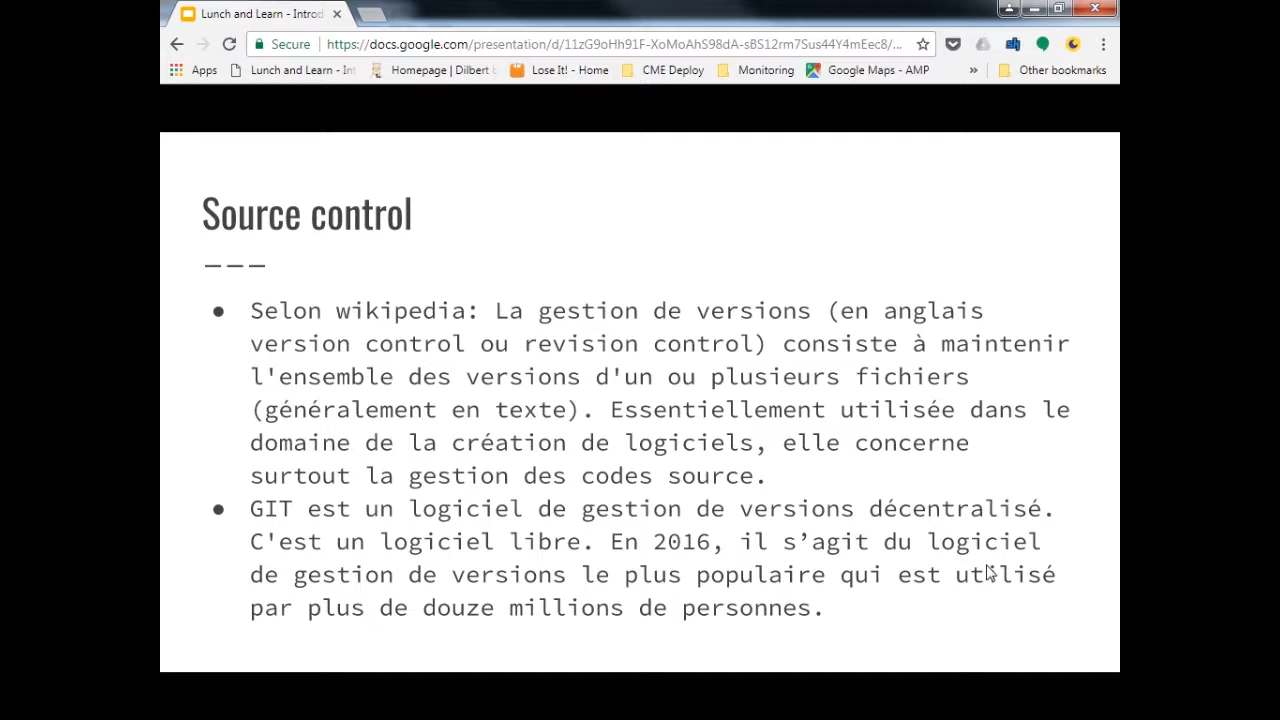 Lunch and Learn - Introd
Secure https://docs.google.com/presentation/d/11zG9oHh91F-XoMoAhS98dA-sBS12rm7Sus44Y4mEec8/...
Apps Lunch and Learn - Int Homepage | Dilbert b Lose It! - Home CME Deploy Monitoring Google Maps - AMP » Other bookmarks
Source control
———
● Selon wikipedia: La gestion de versions (en anglais
version control ou revision control) consiste à maintenir
l'ensemble des versions d'un ou plusieurs fichiers
(généralement en texte). Essentiellement utilisée dans le
domaine de la création de logiciels, elle concerne
surtout la gestion des codes source.
● GIT est un logiciel de gestion de versions décentralisé.
C'est un logiciel libre. En 2016, il s’agit du logiciel
de gestion de versions le plus populaire qui est utilisé
par plus de douze millions de personnes.